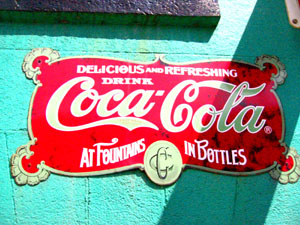 DELICIOUS AND REFRESHING
DRINK
Coca-Cola®
AT FOUNTAINS IN BOTTLES